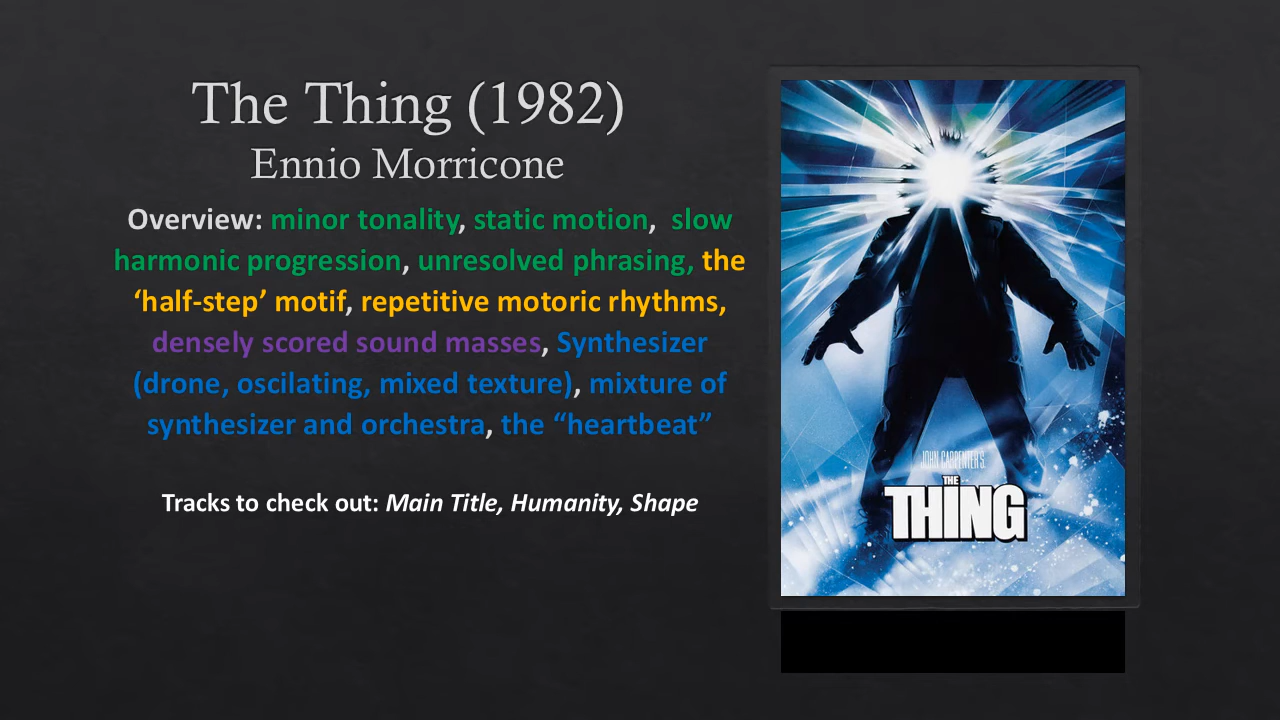 The Thing (1982)
Ennio Morricone
Overview: minor tonality, static motion,  slow
harmonic progression, unresolved phrasing, the
‘half-step’ motif, repetitive motoric rhythms,
densely scored sound masses, Synthesizer
(drone, oscilating, mixed texture), mixture of
synthesizer and orchestra, the “heartbeat”
Tracks to check out: Main Title, Humanity, Shape
JOHN CARPENTER'S
THE
THING